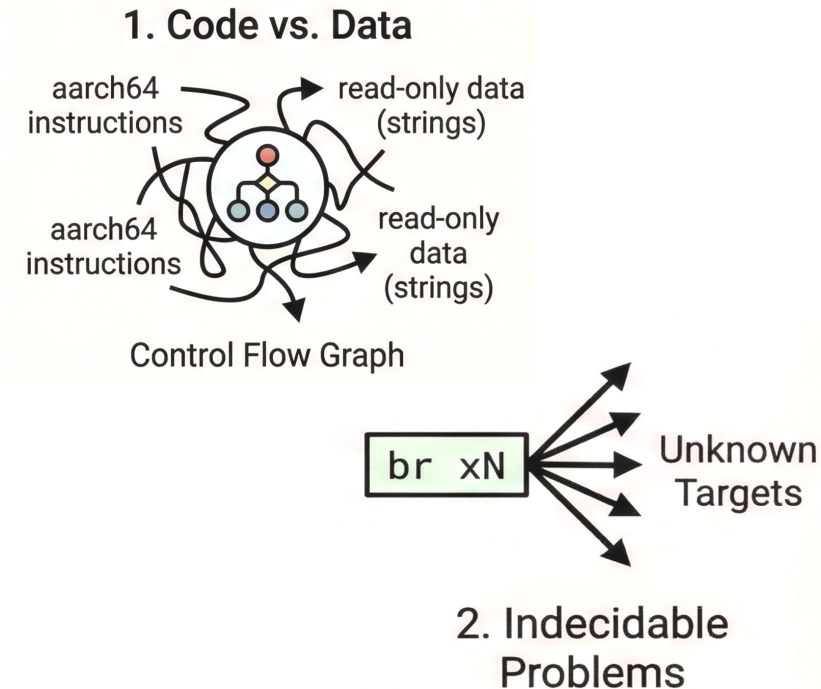 1. Code vs. Data
aarch64
instructions
read-only data
(strings)
aarch64
instructions
read-only
data
(strings)
Control Flow Graph
br xN
Unknown
Targets
2. Indecidable
Problems